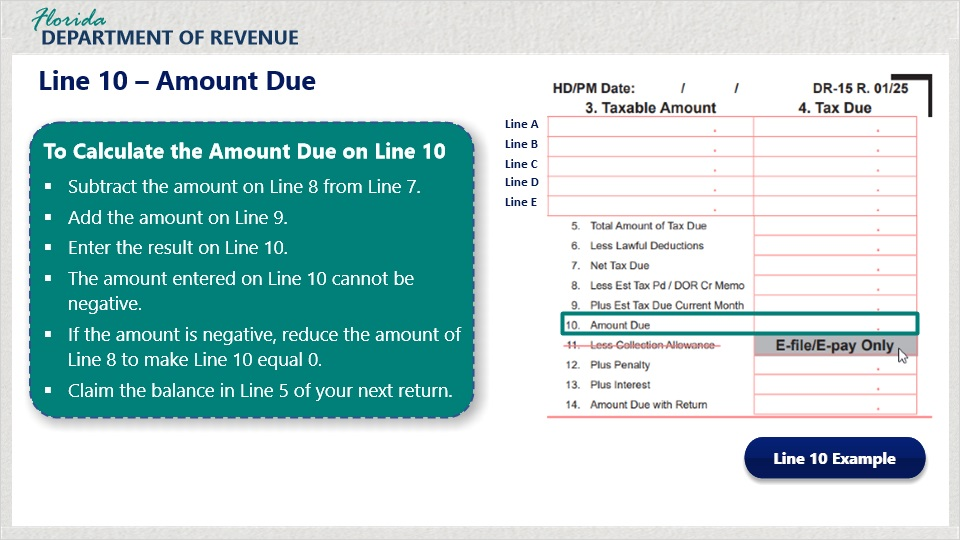 Florida
DEPARTMENT OF REVENUE
Line 10 – Amount Due
To Calculate the Amount Due on Line 10
▪ Subtract the amount on Line 8 from Line 7.
▪ Add the amount on Line 9.
▪ Enter the result on Line 10.
▪ The amount entered on Line 10 cannot be
negative.
▪ If the amount is negative, reduce the amount of
Line 8 to make Line 10 equal 0.
▪ Claim the balance in Line 5 of your next return.
HD/PM Date: / / DR-15 R. 01/25
3. Taxable Amount 4. Tax Due
Line A
Line B
Line C
Line D
Line E
5. Total Amount of Tax Due
6. Less Lawful Deductions
7. Net Tax Due
8. Less Est Tax Pd / DOR Cr Memo
9. Plus Est Tax Due Current Month
10. Amount Due
11. Less Collection Allowance E-file/E-pay Only
12. Plus Penalty
13. Plus Interest
14. Amount Due with Return
Line 10 Example